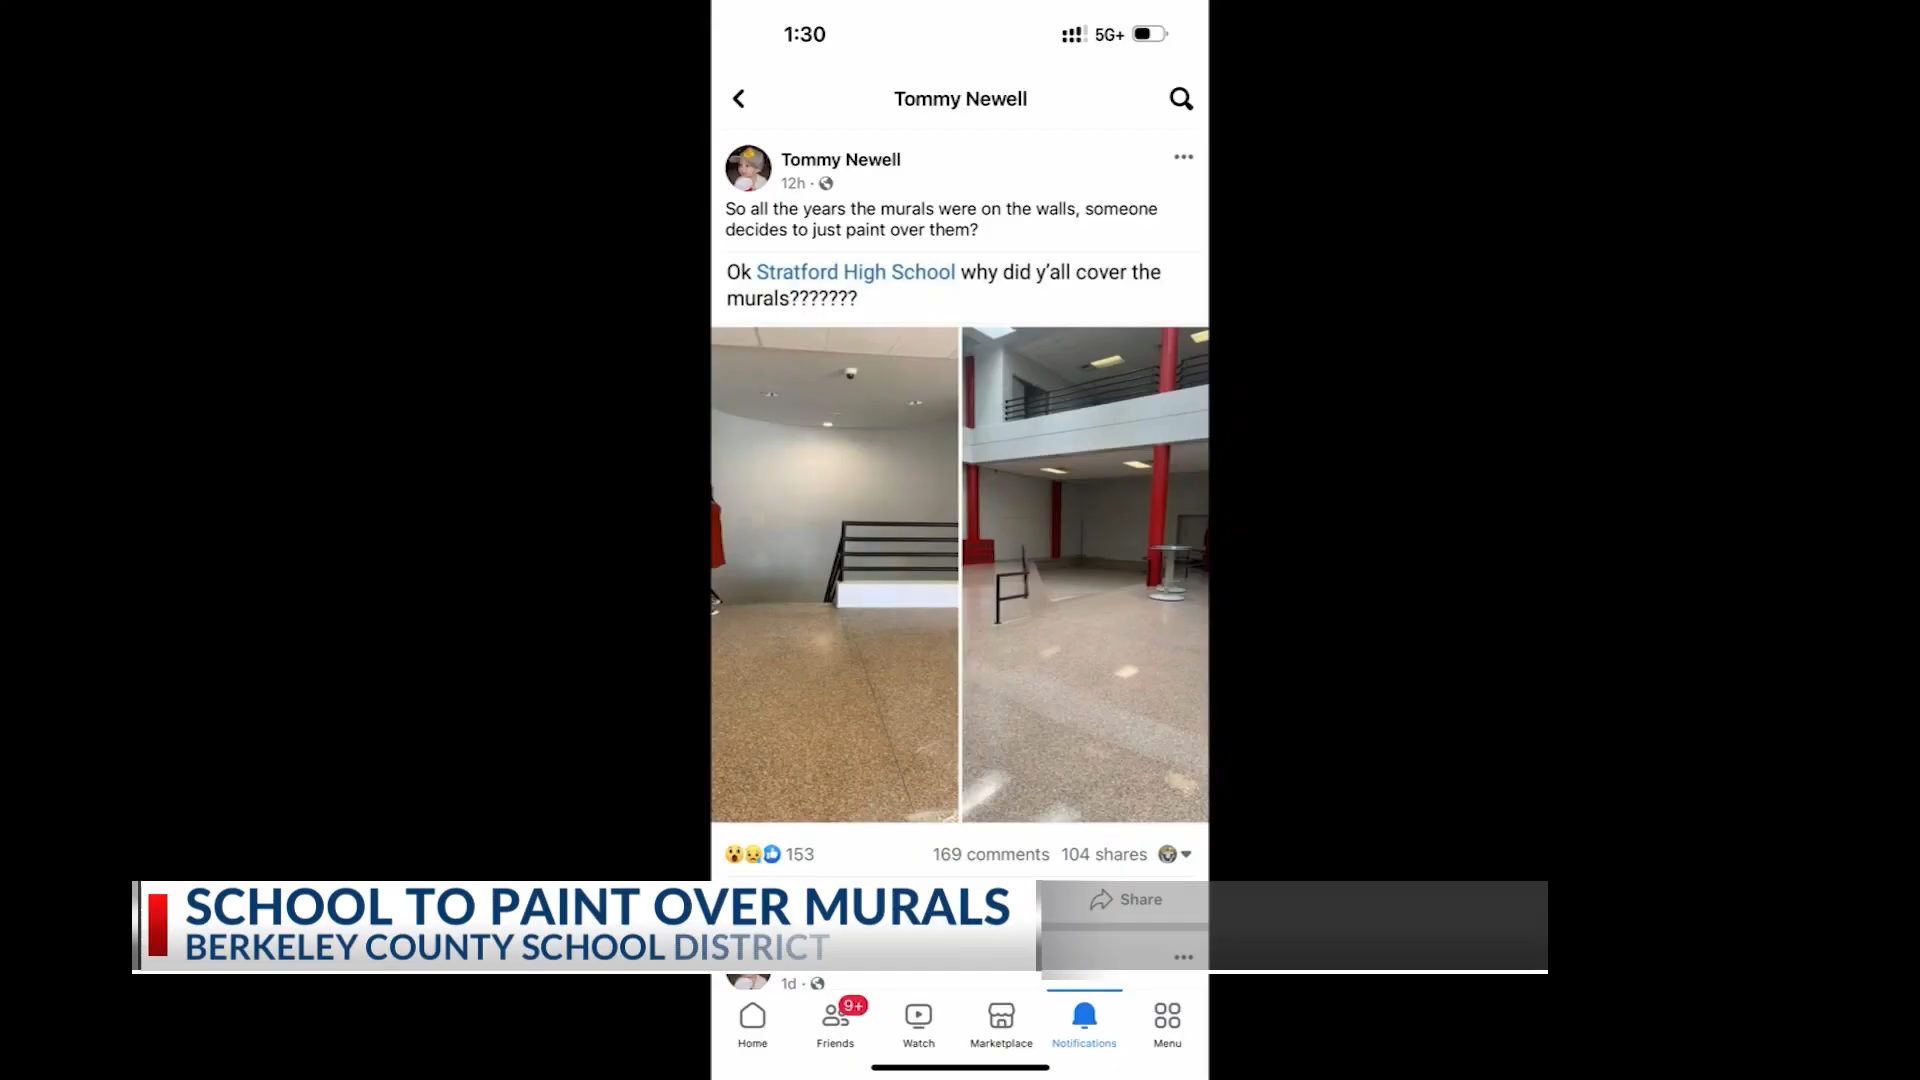 1:30
5G+
Tommy Newell
Tommy Newell
12h ·
So all the years the murals were on the walls, someone
decides to just paint over them?
Ok Stratford High School why did y'all cover the
murals???????
153
169 comments 104 shares
Share
SCHOOL TO PAINT OVER MURALS
BERKELEY COUNTY SCHOOL DISTRICT
1d ·
9+
Home
Friends
Watch
Marketplace
Notifications
Menu